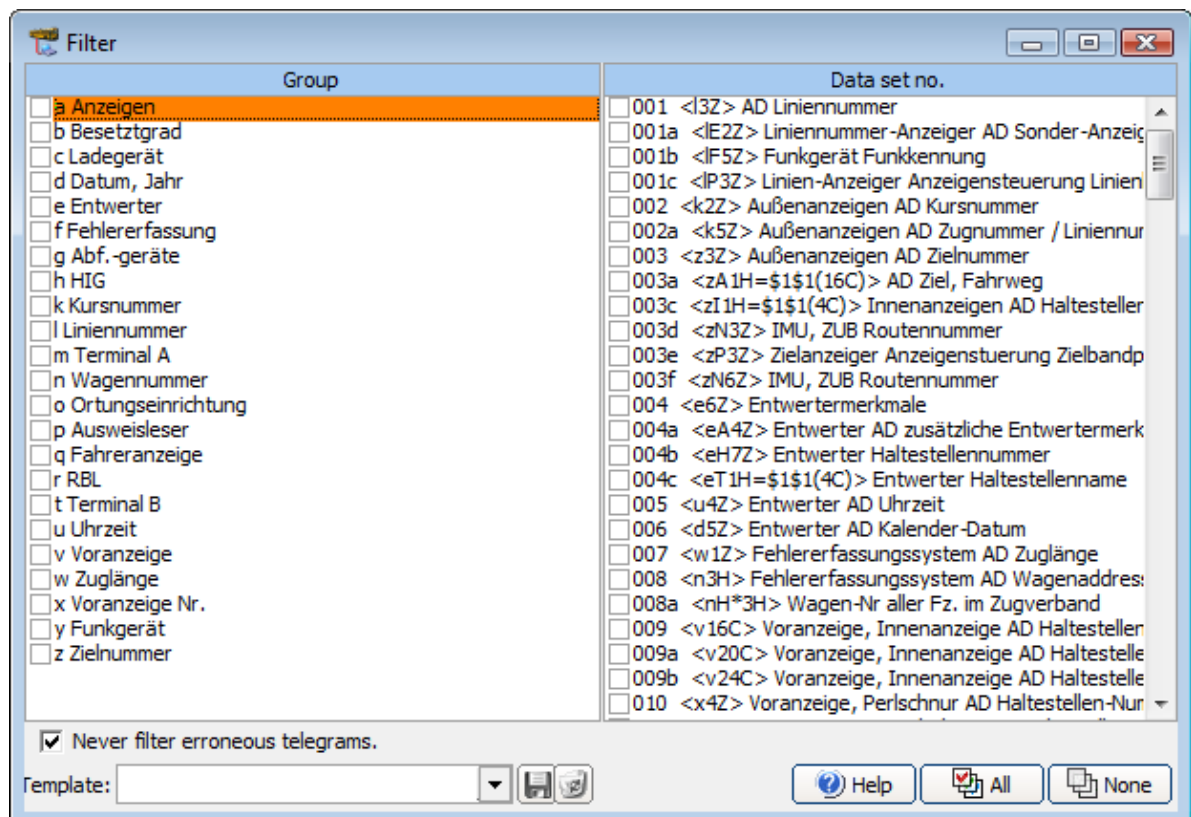 Filter
Group
a Anzeigen
b Besetztgrad
c Ladegerät
d Datum, Jahr
e Entwerter
f Fehlererfassung
g Abf.-geräte
h HIG
k Kursnummer
l Liniennummer
m Terminal A
n Wagennummer
o Ortungseinrichtung
p Ausweisleser
q Fahreranzeige
r RBL
t Terminal B
u Uhrzeit
v Voranzeige
w Zuglänge
x Voranzeige Nr.
y Funkgerät
z Zielnummer
Data set no.
001 <l3Z> AD Liniennummer
001a <lE2Z> Liniennummer-Anzeiger AD Sonder-Anzeig
001b <lF5Z> Funkgerät Funkkennung
001c <lP3Z> Linien-Anzeiger Anzeigensteuerung Linien
002 <k2Z> Außenanzeigen AD Kursnummer
002a <k5Z> Außenanzeigen AD Zugnummer / Liniennur
003 <z3Z> Außenanzeigen AD Zielnummer
003a <zA1H=$1$1(16C)> AD Ziel, Fahrweg
003c <zI1H=$1$1(4C)> Innenanzeigen AD Haltesteller
003d <zN3Z> IMU, ZUB Routennummer
003e <zP3Z> Zielanzeiger Anzeigenstuerung Zielbandp
003f <zN6Z> IMU, ZUB Routennummer
004 <e6Z> Entwertermerkmale
004a <eA4Z> Entwerter AD zusätzliche Entwertermerk
004b <eH7Z> Entwerter Haltestellennummer
004c <eT1H=$1$1(4C)> Entwerter Haltestellenname
005 <u4Z> Entwerter AD Uhrzeit
006 <d5Z> Entwerter AD Kalender-Datum
007 <w1Z> Fehlererfassungssystem AD Zuglänge
008 <n3H> Fehlererfassungssystem AD Wagenaddres
008a <nH*3H> Wagen-Nr aller Fz. im Zugverband
009 <v16C> Voranzeige, Innenanzeige AD Haltesteller
009a <v20C> Voranzeige, Innenanzeige AD Haltestelle
009b <v24C> Voranzeige, Innenanzeige AD Haltestelle
010 <x4Z> Voranzeige, Perlschnur AD Haltestellen-Nur
Never filter erroneous telegrams.
Template:
Help
All
None